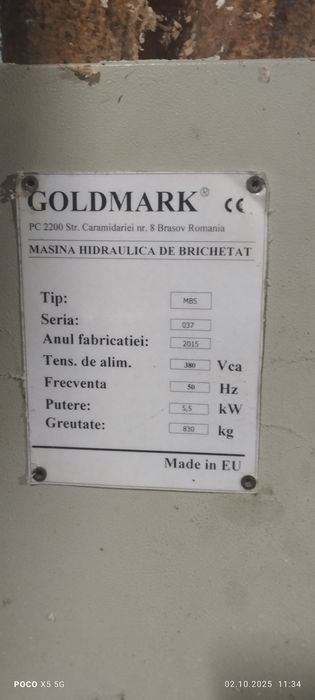 GOLDMARK® CE
PC 2200 Str. Caramidariei nr. 8 Brasov Romania
MASINA HIDRAULICA DE BRICHETAT
Tip: MBS
Seria: 037
Anul fabricatiei: 2015
Tens. de alim. 380 Vca
Frecventa 50 Hz
Putere: 5,5 kW
Greutate: 830 kg
Made in EU
POCO X5 5G 02.10.2025 11:34